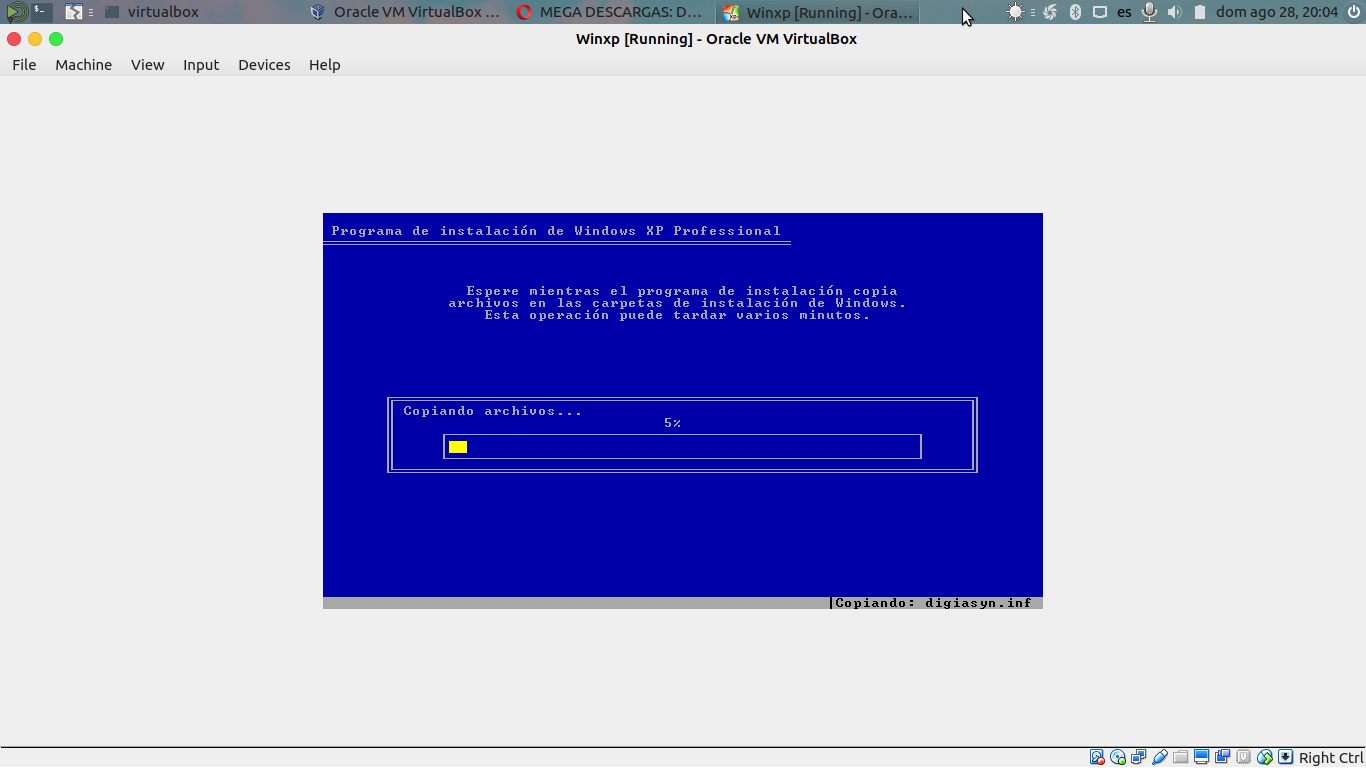 virtualbox
Oracle VM VirtualBox ...
MEGA DESCARGAS: D...
Winxp [Running] - Ora...
es
dom ago 28, 20:04
Winxp [Running] - Oracle VM VirtualBox
File Machine View Input Devices Help
Programa de instalación de Windows XP Professional
Espere mientras el programa de instalación copia
archivos en las carpetas de instalación de Windows.
Esta operación puede tardar varios minutos.
Copiando archivos...
5%
Copiando: digiasyn.inf
Right Ctrl